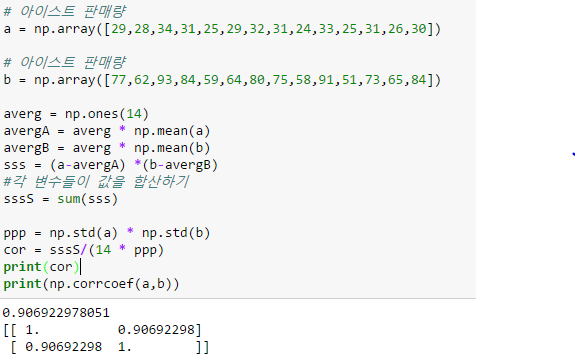 # 아이스트 판매량
a = np.array([29,28,34,31,25,29,32,31,24,33,25,31,26,30])
# 아이스트 판매량
b = np.array([77,62,93,84,59,64,80,75,58,91,51,73,65,84])
averg = np.ones(14)
avergA = averg * np.mean(a)
avergB = averg * np.mean(b)
sss = (a-avergA) *(b-avergB)
#각 변수들이 값을 합산하기
sssS = sum(sss)
ppp = np.std(a) * np.std(b)
cor = sssS/(14 * ppp)
print(cor)
print(np.corrcoef(a,b))
0.906922978051
[[ 1.          0.90692298]
 [ 0.90692298  1.        ]]